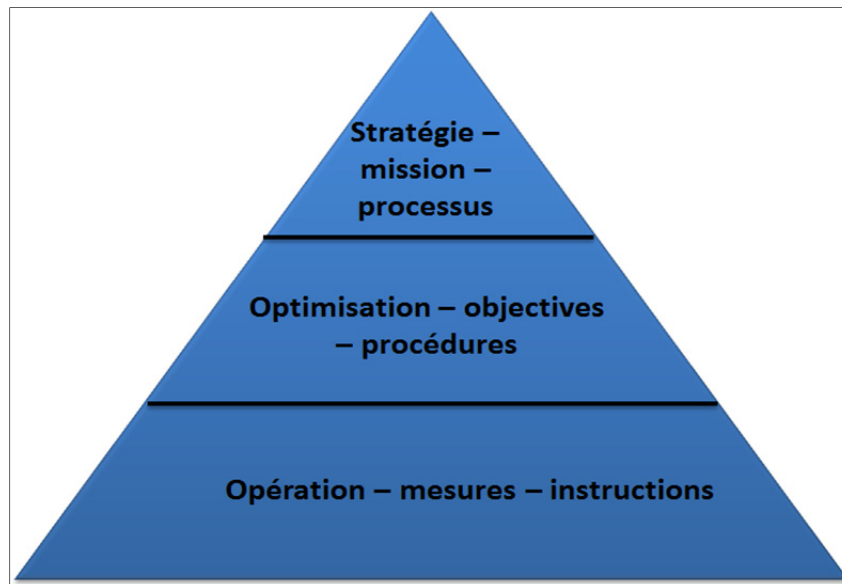 Stratégie –
mission –
processus
Optimisation – objectives
– procédures
Opération – mesures – instructions